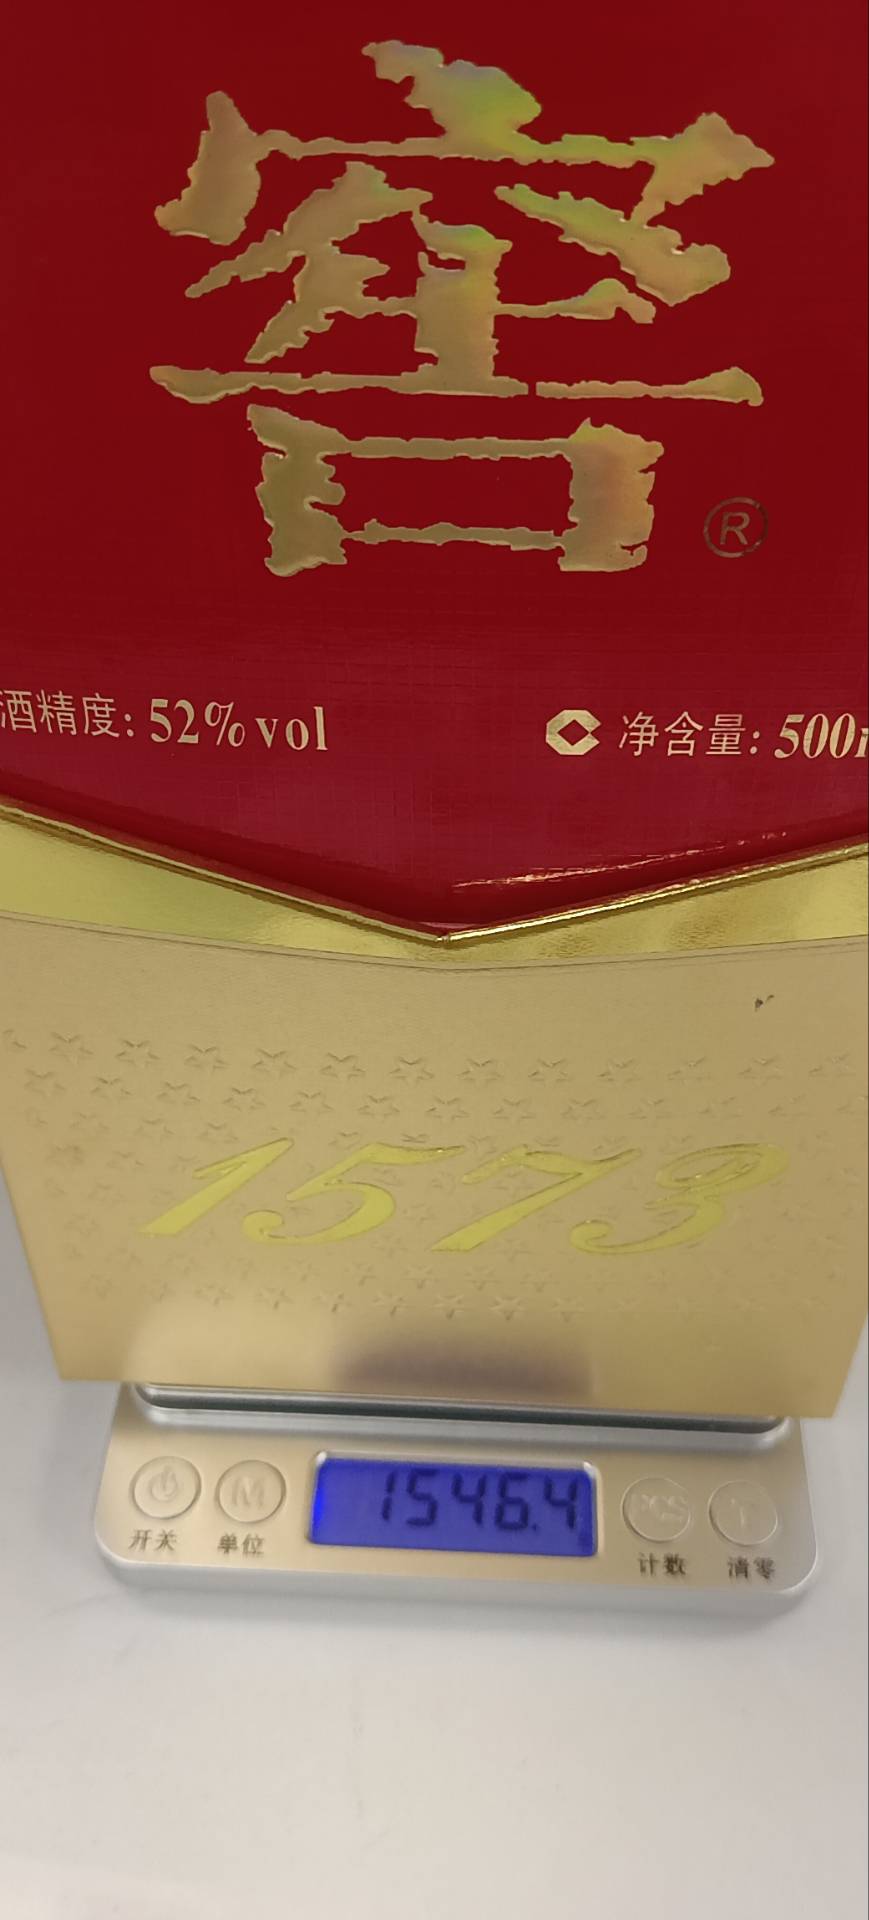 窖
®
酒精度: 52%vol 净含量: 500
1573
1546.4
M PCS T
开关 单位 计数 清零